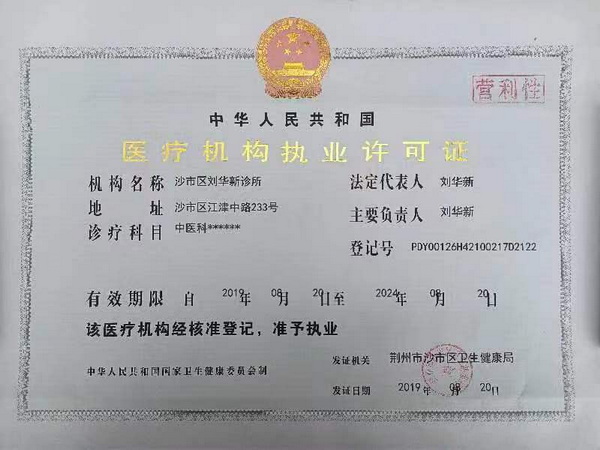 营利性
中华人民共和国
医疗机构执业许可证
机构名称 沙市区刘华新诊所
法定代表人 刘华新
地址 沙市区江津中路233号
主要负责人 刘华新
诊疗科目 中医科******
登记号 PDY00126H42100217D2122
有效期限 自 2019年 08月 20日至 2024年 08月 20日
该医疗机构经核准登记，准予执业
发证机关 荆州市沙市区卫生健康局
中华人民共和国国家卫生健康委员会制
发证日期 2019年 08月 20日